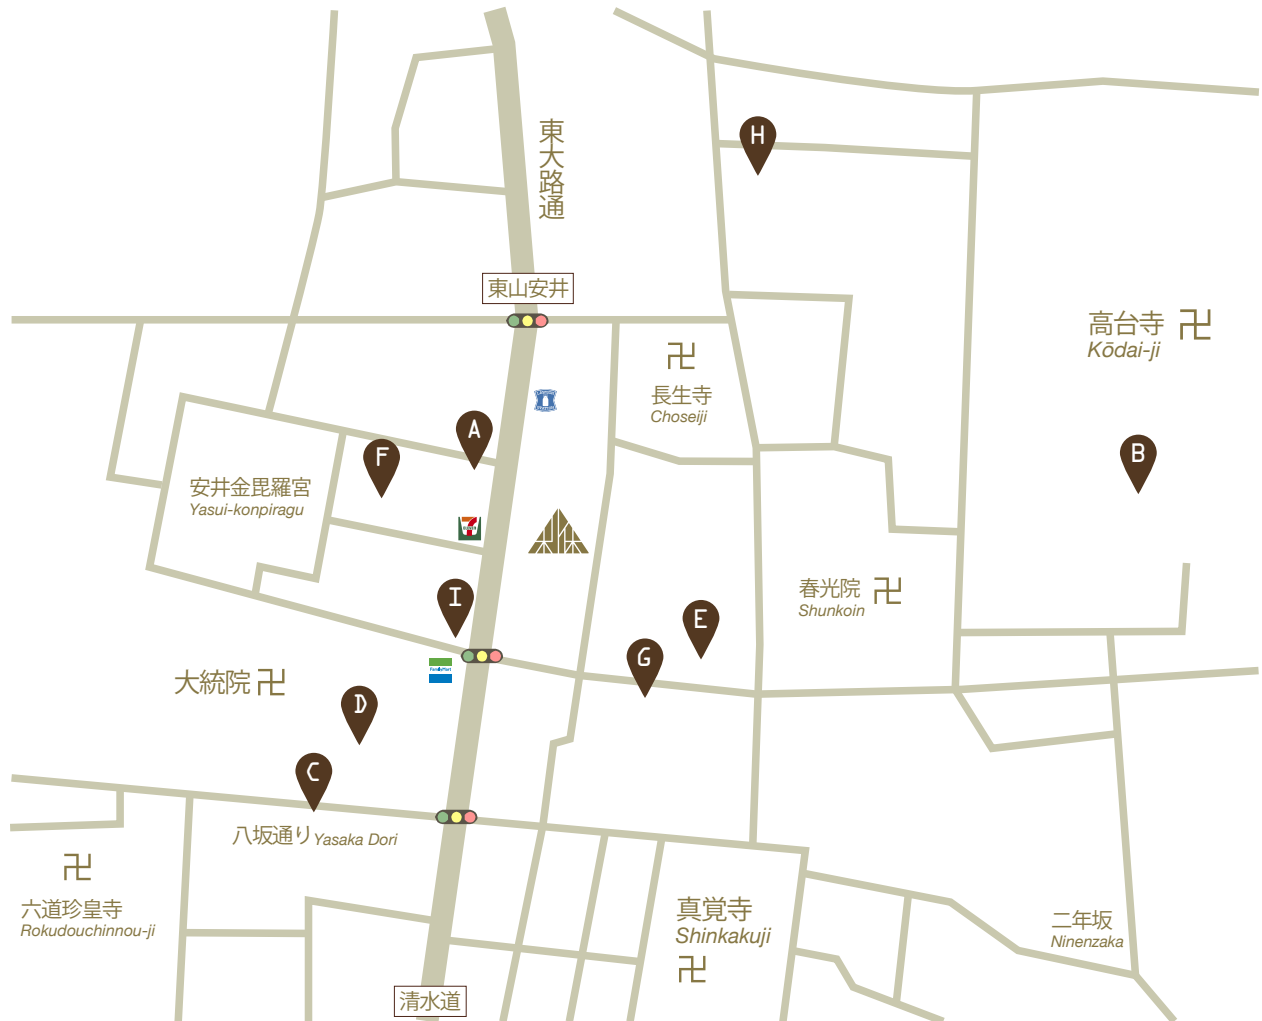 東大路通
H
東山安井
高台寺
Kōdai-ji
長生寺
Choseiji
A
F
B
安井金毘羅宮
Yasui-konpiragu
春光院
Shunkoin
I
E
G
FamilyMart
大統院
D
C
八坂通り Yasaka Dori
六道珍皇寺
Rokudouchinnou-ji
真覚寺
Shinkakuji
二年坂
Ninenzaka
清水道